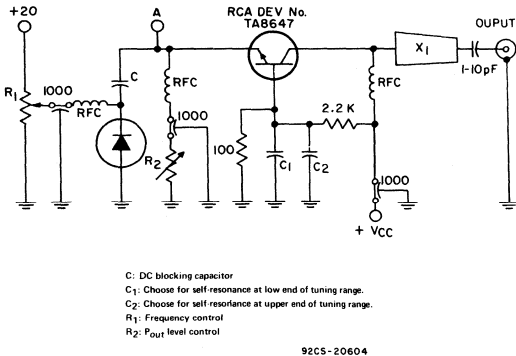 +20
A
RCA DEV No.
TA8647
OUPUT
X1
1-10pF
C
RFC
RFC
R1
1000
RFC
1000
R2
2.2 K
100
C1
C2
1000
+ VCC
C: DC blocking capacitor
C1: Choose for self-resonance at low end of tuning range.
C2: Choose for self-resorlance at upper end of tuning range.
R1: Frequency control
R2: Pout level control
92CS-20604